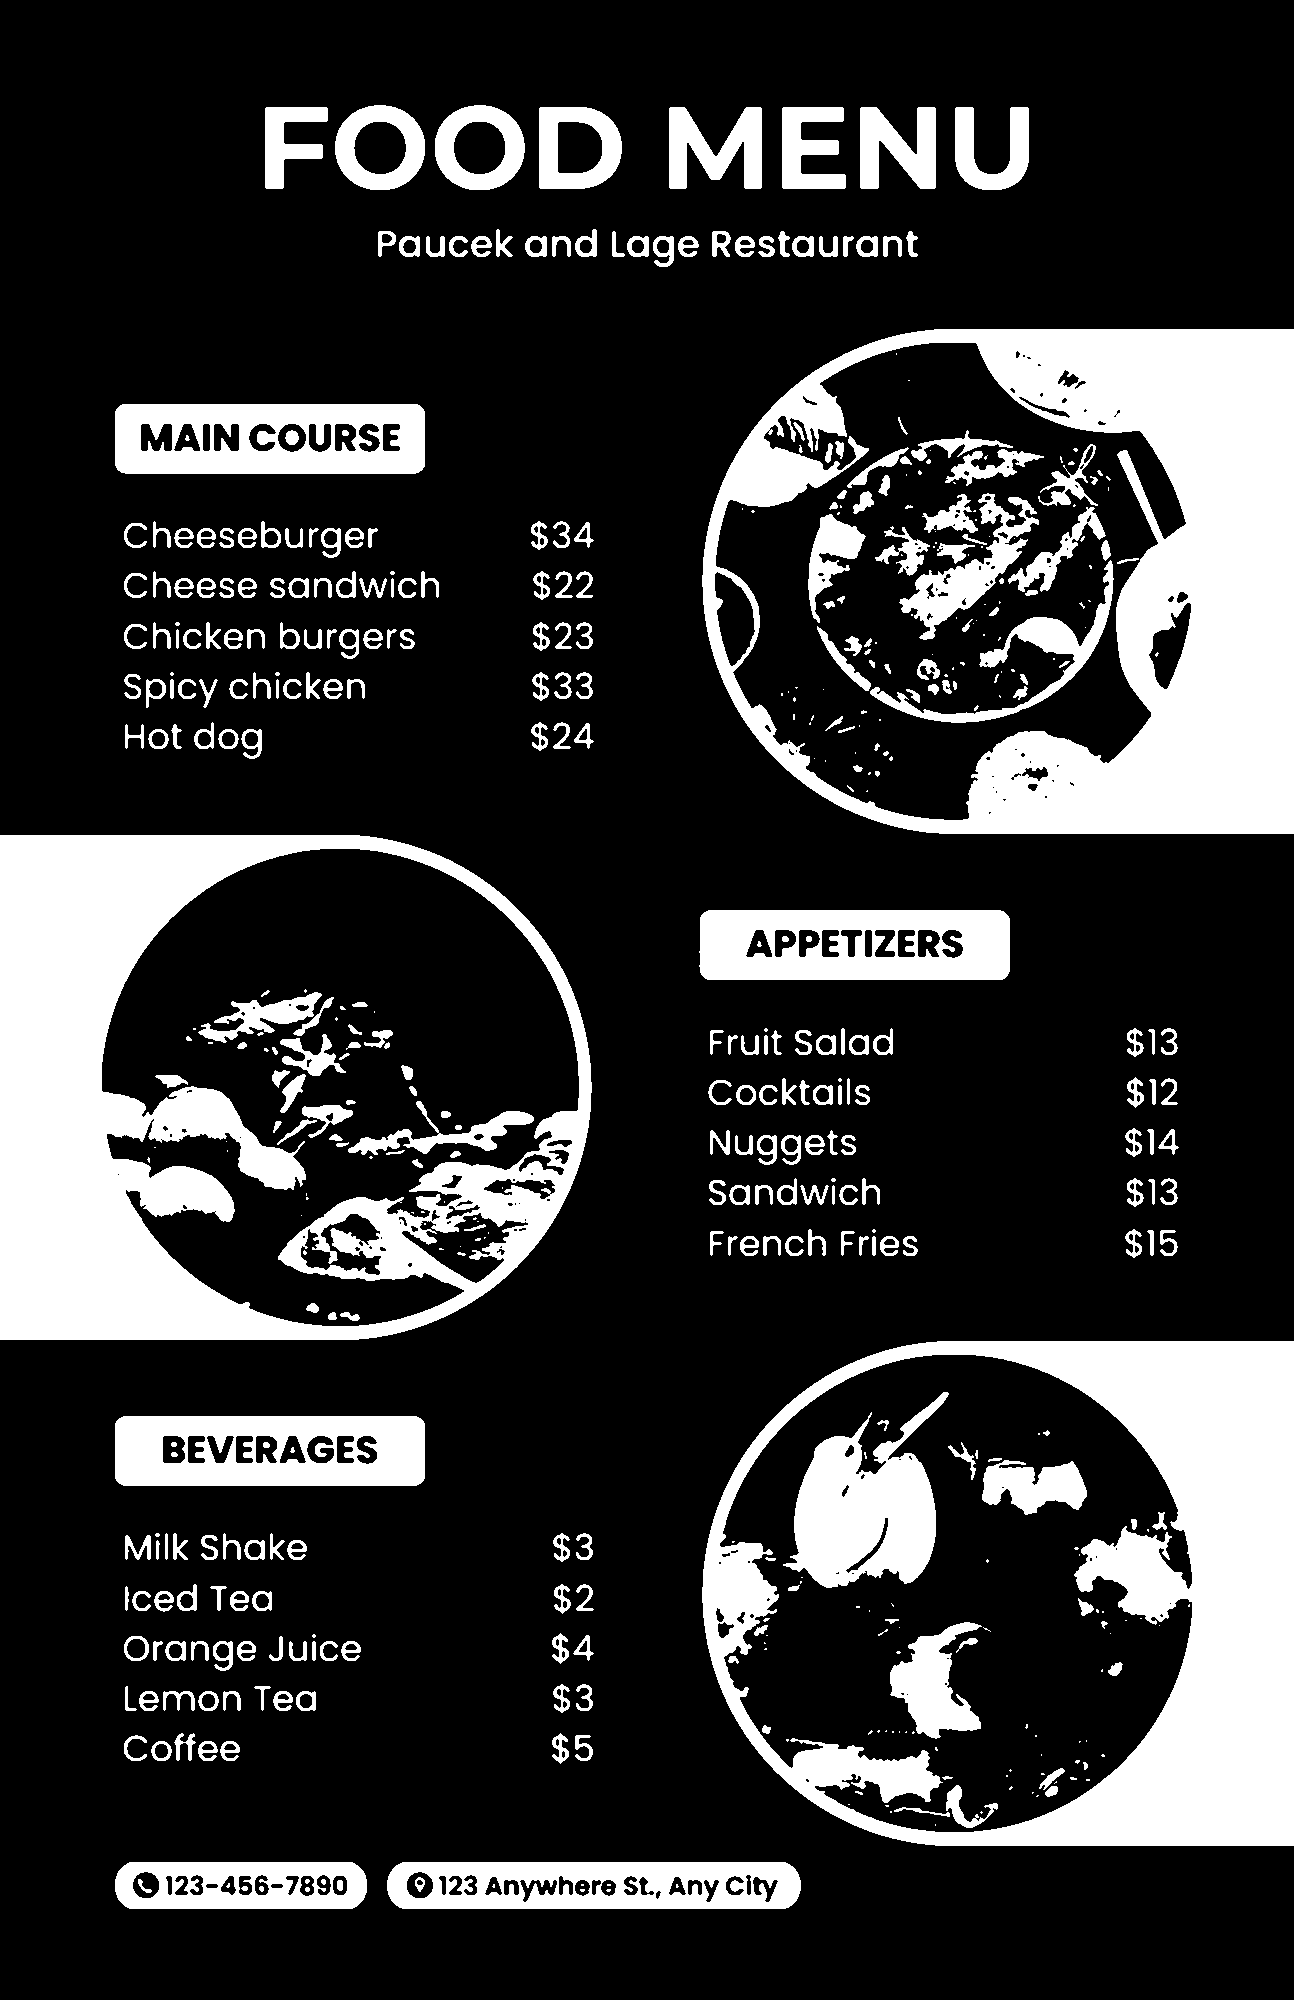 FOOD MENU
Paucek and Lage Restaurant
MAIN COURSE
Cheeseburger $34
Cheese sandwich $22
Chicken burgers $23
Spicy chicken $33
Hot dog $24
APPETIZERS
Fruit Salad $13
Cocktails $12
Nuggets $14
Sandwich $13
French Fries $15
BEVERAGES
Milk Shake $3
Iced Tea $2
Orange Juice $4
Lemon Tea $3
Coffee $5
123-456-7890
123 Anywhere St., Any City